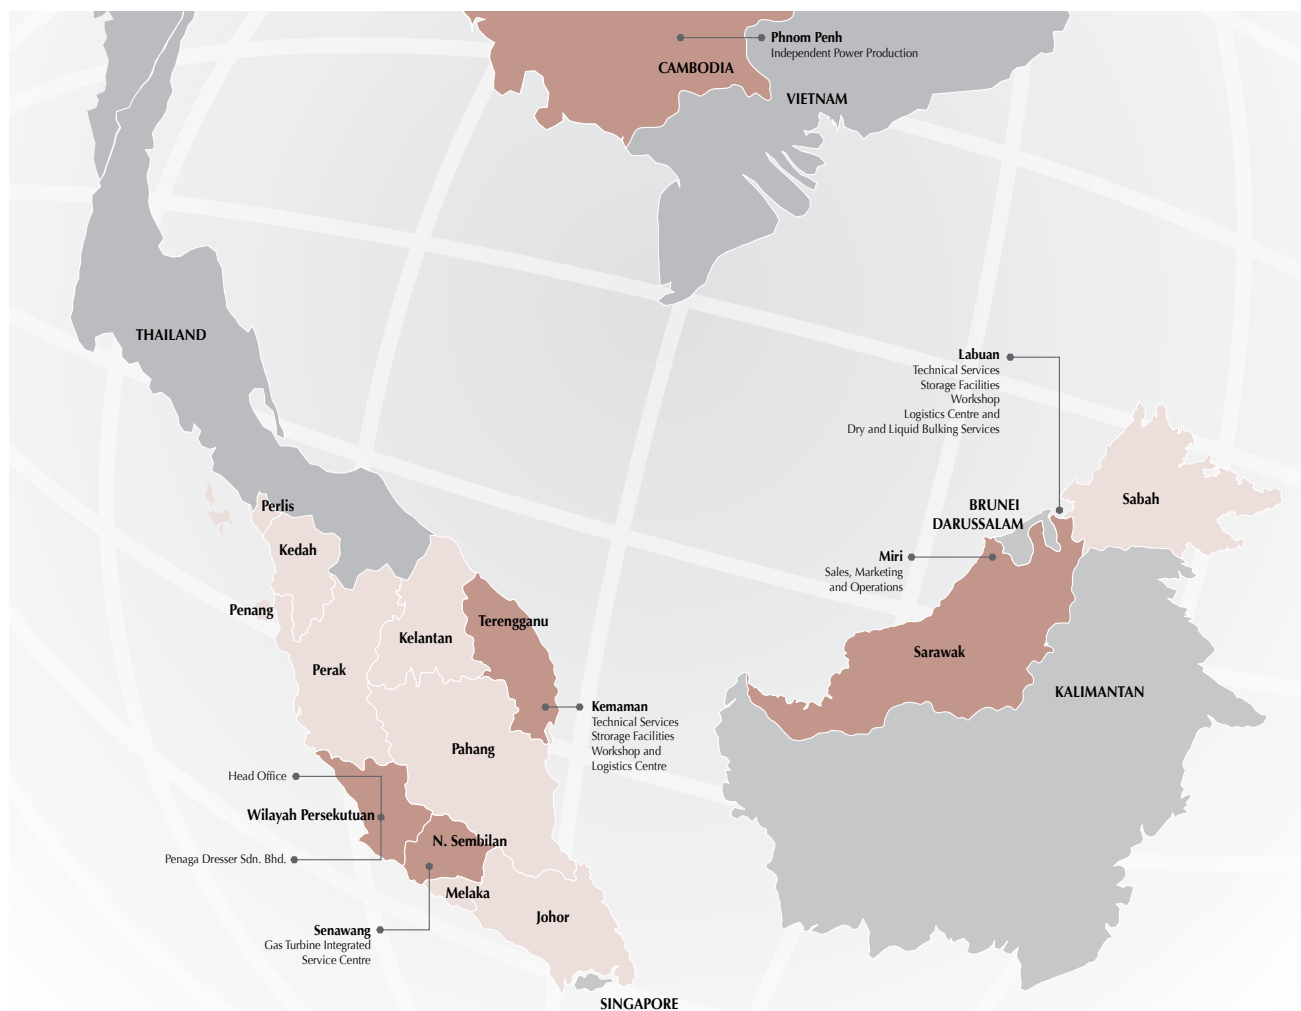 Phnom Penh
Independent Power Production
CAMBODIA
VIETNAM
THAILAND
Labuan
Technical Services
Storage Facilities
Workshop
Logistics Centre and
Dry and Liquid Bulking Services
Sabah
BRUNEI
DARUSSALAM
Miri
Sales, Marketing
and Operations
Sarawak
KALIMANTAN
Perlis
Kedah
Penang
Perak
Kelantan
Terengganu
Kemaman
Technical Services
Strorage Facilities
Workshop and
Logistics Centre
Pahang
Head Office
Wilayah Persekutuan
N. Sembilan
Penaga Dresser Sdn. Bhd.
Melaka
Johor
Senawang
Gas Turbine Integrated
Service Centre
SINGAPORE